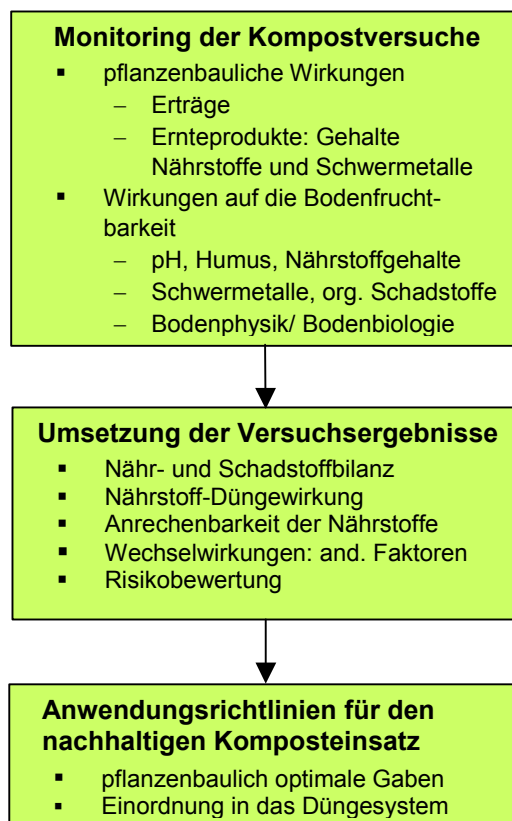 Monitoring der Kompostversuche
▪ pflanzenbauliche Wirkungen
– Erträge
– Ernteprodukte: Gehalte
Nährstoffe und Schwermetalle
▪ Wirkungen auf die Bodenfrucht-
barkeit
– pH, Humus, Nährstoffgehalte
– Schwermetalle, org. Schadstoffe
– Bodenphysik/ Bodenbiologie
Umsetzung der Versuchsergebnisse
▪ Nähr- und Schadstoffbilanz
▪ Nährstoff-Düngewirkung
▪ Anrechenbarkeit der Nährstoffe
▪ Wechselwirkungen: and. Faktoren
▪ Risikobewertung
Anwendungsrichtlinien für den
nachhaltigen Komposteinsatz
▪ pflanzenbaulich optimale Gaben
▪ Einordnung in das Düngesystem